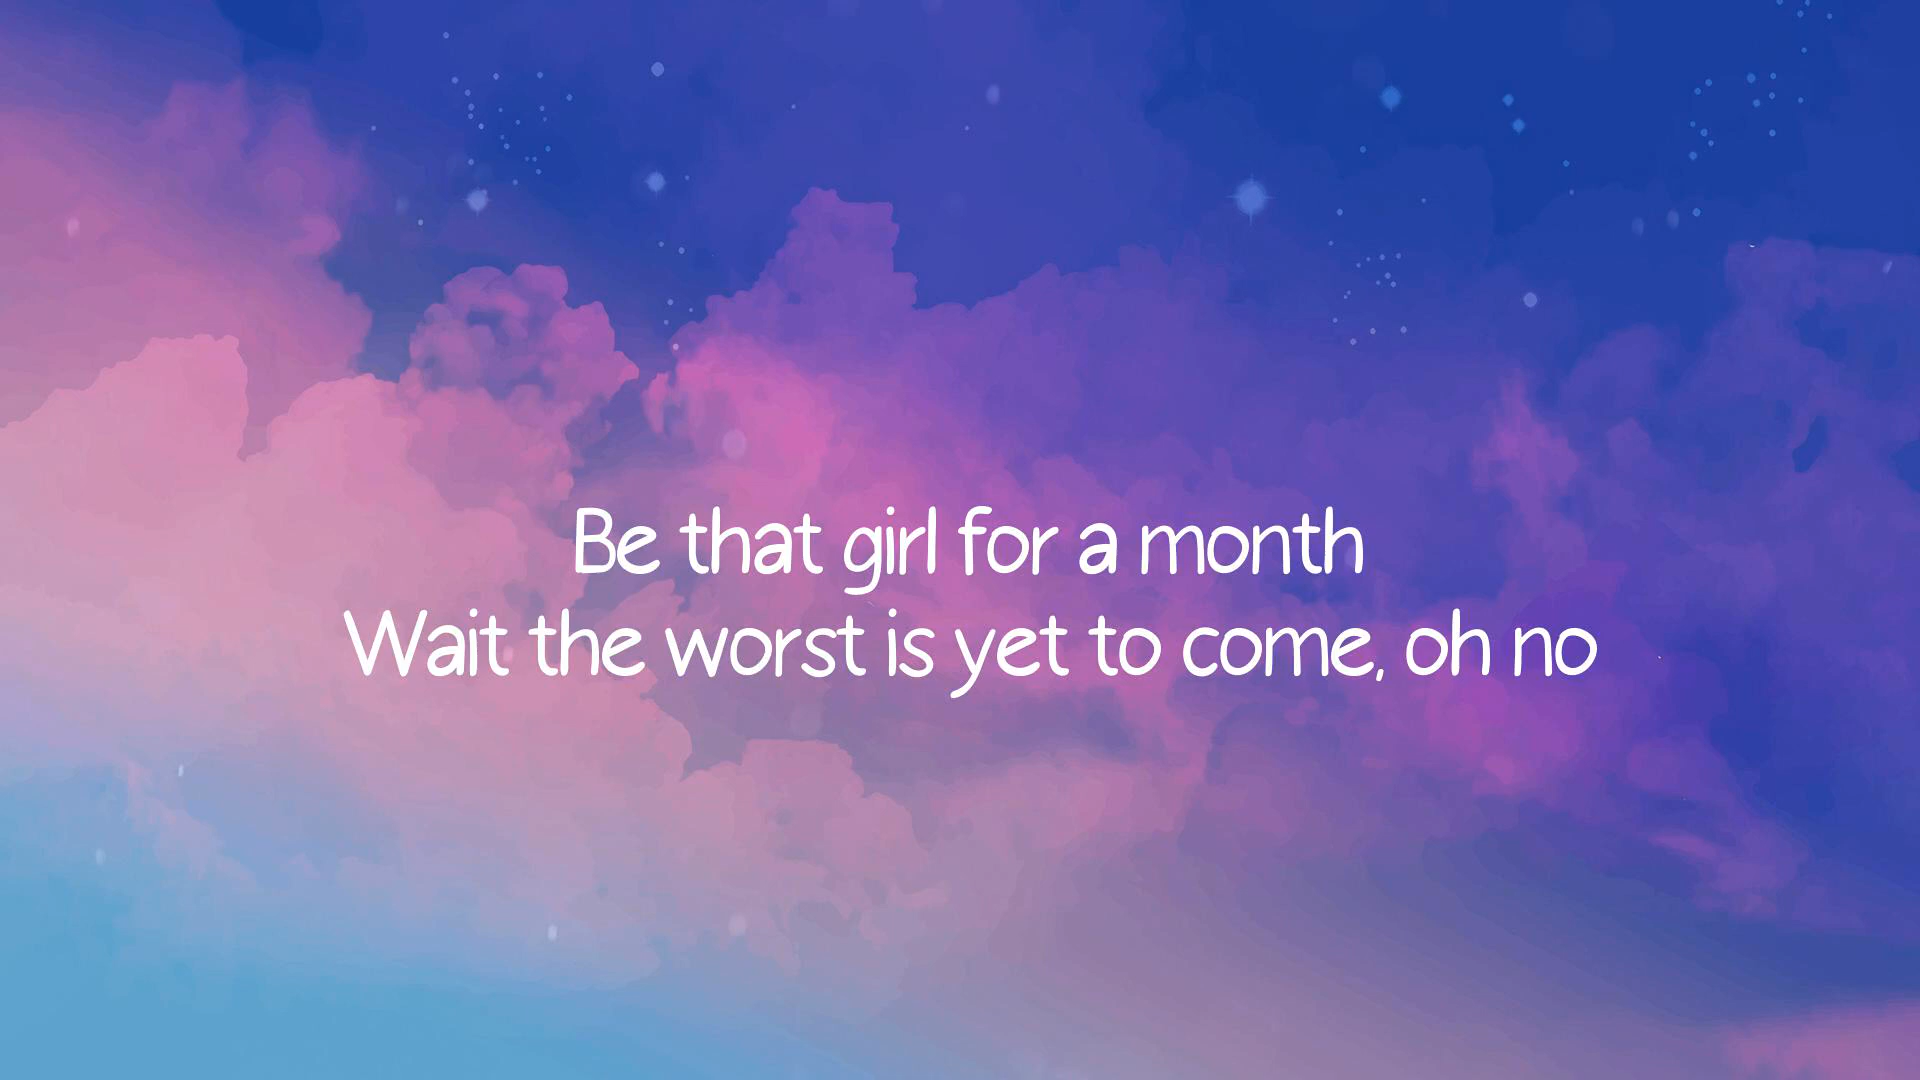 Be that girl for a month
Wait the worst is yet to come, oh no